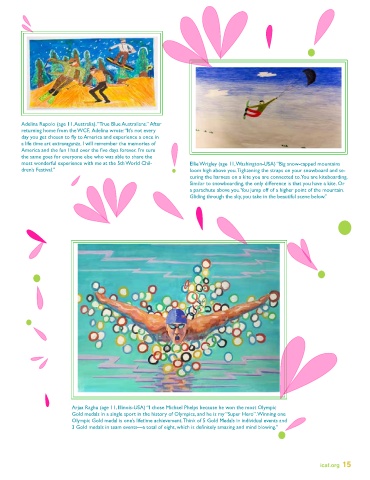 Adelina Raposo (age 11, Australia). "True Blue Australians." After
returning home from the WCF, Adelina wrote: "It's not every
day you get chosen to fly to America and experience a once in
a life time art extravaganza. I will remember the memories of
America and the fun I had over the five days forever. I'm sure
the same goes for everyone else who was able to share the
most wonderful experience with me at the 5th World Chil-
dren's Festival."
Ellia Wrigley (age 11, Washington-USA) "Big snow-capped mountains
loom high above you. Tightening the straps on your snowboard and se-
curing the harness on a kite you are connected to. You are kiteboarding.
Similar to snowboarding, the only difference is that you have a kite. Or
a parachute above you. You jump off of a higher point of the mountain.
Gliding through the sky, you take in the beautiful scene below."
Arjav Rugha (age 11, Illinois-USA) "I chose Michael Phelps because he won the most Olympic
Gold medals in a single sport in the history of Olympics, and he is my "Super Hero". Winning one
Olympic Gold medal is one's lifetime achievement. Think of 5 Gold Medals in individual events and
3 Gold medals in team events—a total of eight, which is definitely amazing and mind blowing."
icaf.org 15